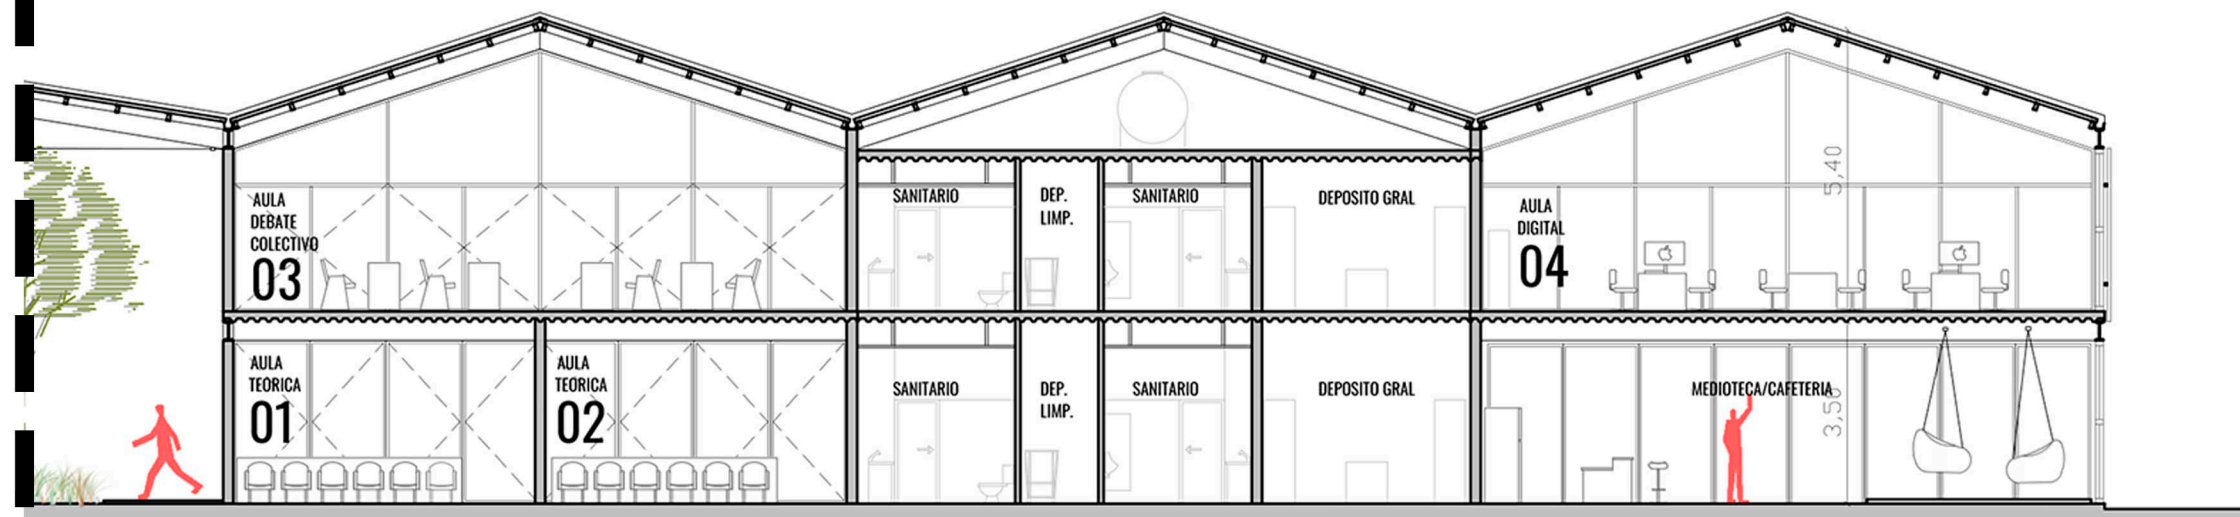 AULA
DEBATE
COLECTIVO
03
SANITARIO
DEP.
LIMP.
SANITARIO
DEPOSITO GRAL
AULA
DIGITAL
04
5,40
AULA
TEORICA
01
AULA
TEORICA
02
SANITARIO
DEP.
LIMP.
SANITARIO
DEPOSITO GRAL
MEDIOTECA/CAFETERIA
3,50